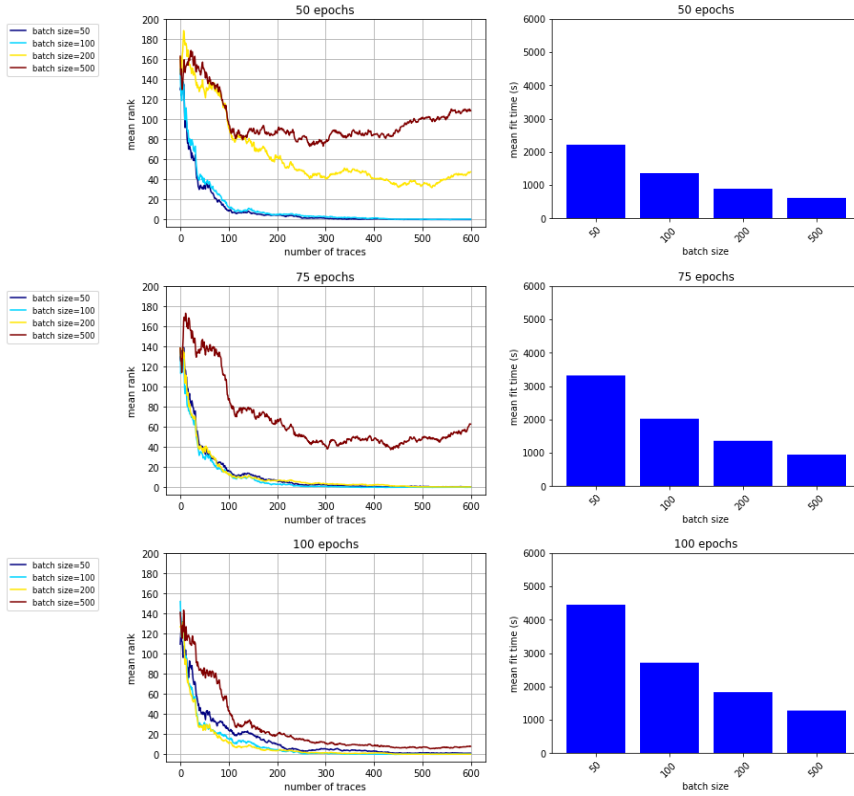 50 epochs
batch size=50
batch size=100
batch size=200
batch size=500
mean rank
200
180
160
140
120
100
80
60
40
20
0
0 100 200 300 400 500 600
number of traces
50 epochs
mean fit time (s)
6000
5000
4000
3000
2000
1000
0
50 100 200 500
batch size
75 epochs
batch size=50
batch size=100
batch size=200
batch size=500
mean rank
200
180
160
140
120
100
80
60
40
20
0
0 100 200 300 400 500 600
number of traces
75 epochs
mean fit time (s)
6000
5000
4000
3000
2000
1000
0
50 100 200 500
batch size
100 epochs
batch size=50
batch size=100
batch size=200
batch size=500
mean rank
200
180
160
140
120
100
80
60
40
20
0
0 100 200 300 400 500 600
number of traces
100 epochs
mean fit time (s)
6000
5000
4000
3000
2000
1000
0
50 100 200 500
batch size